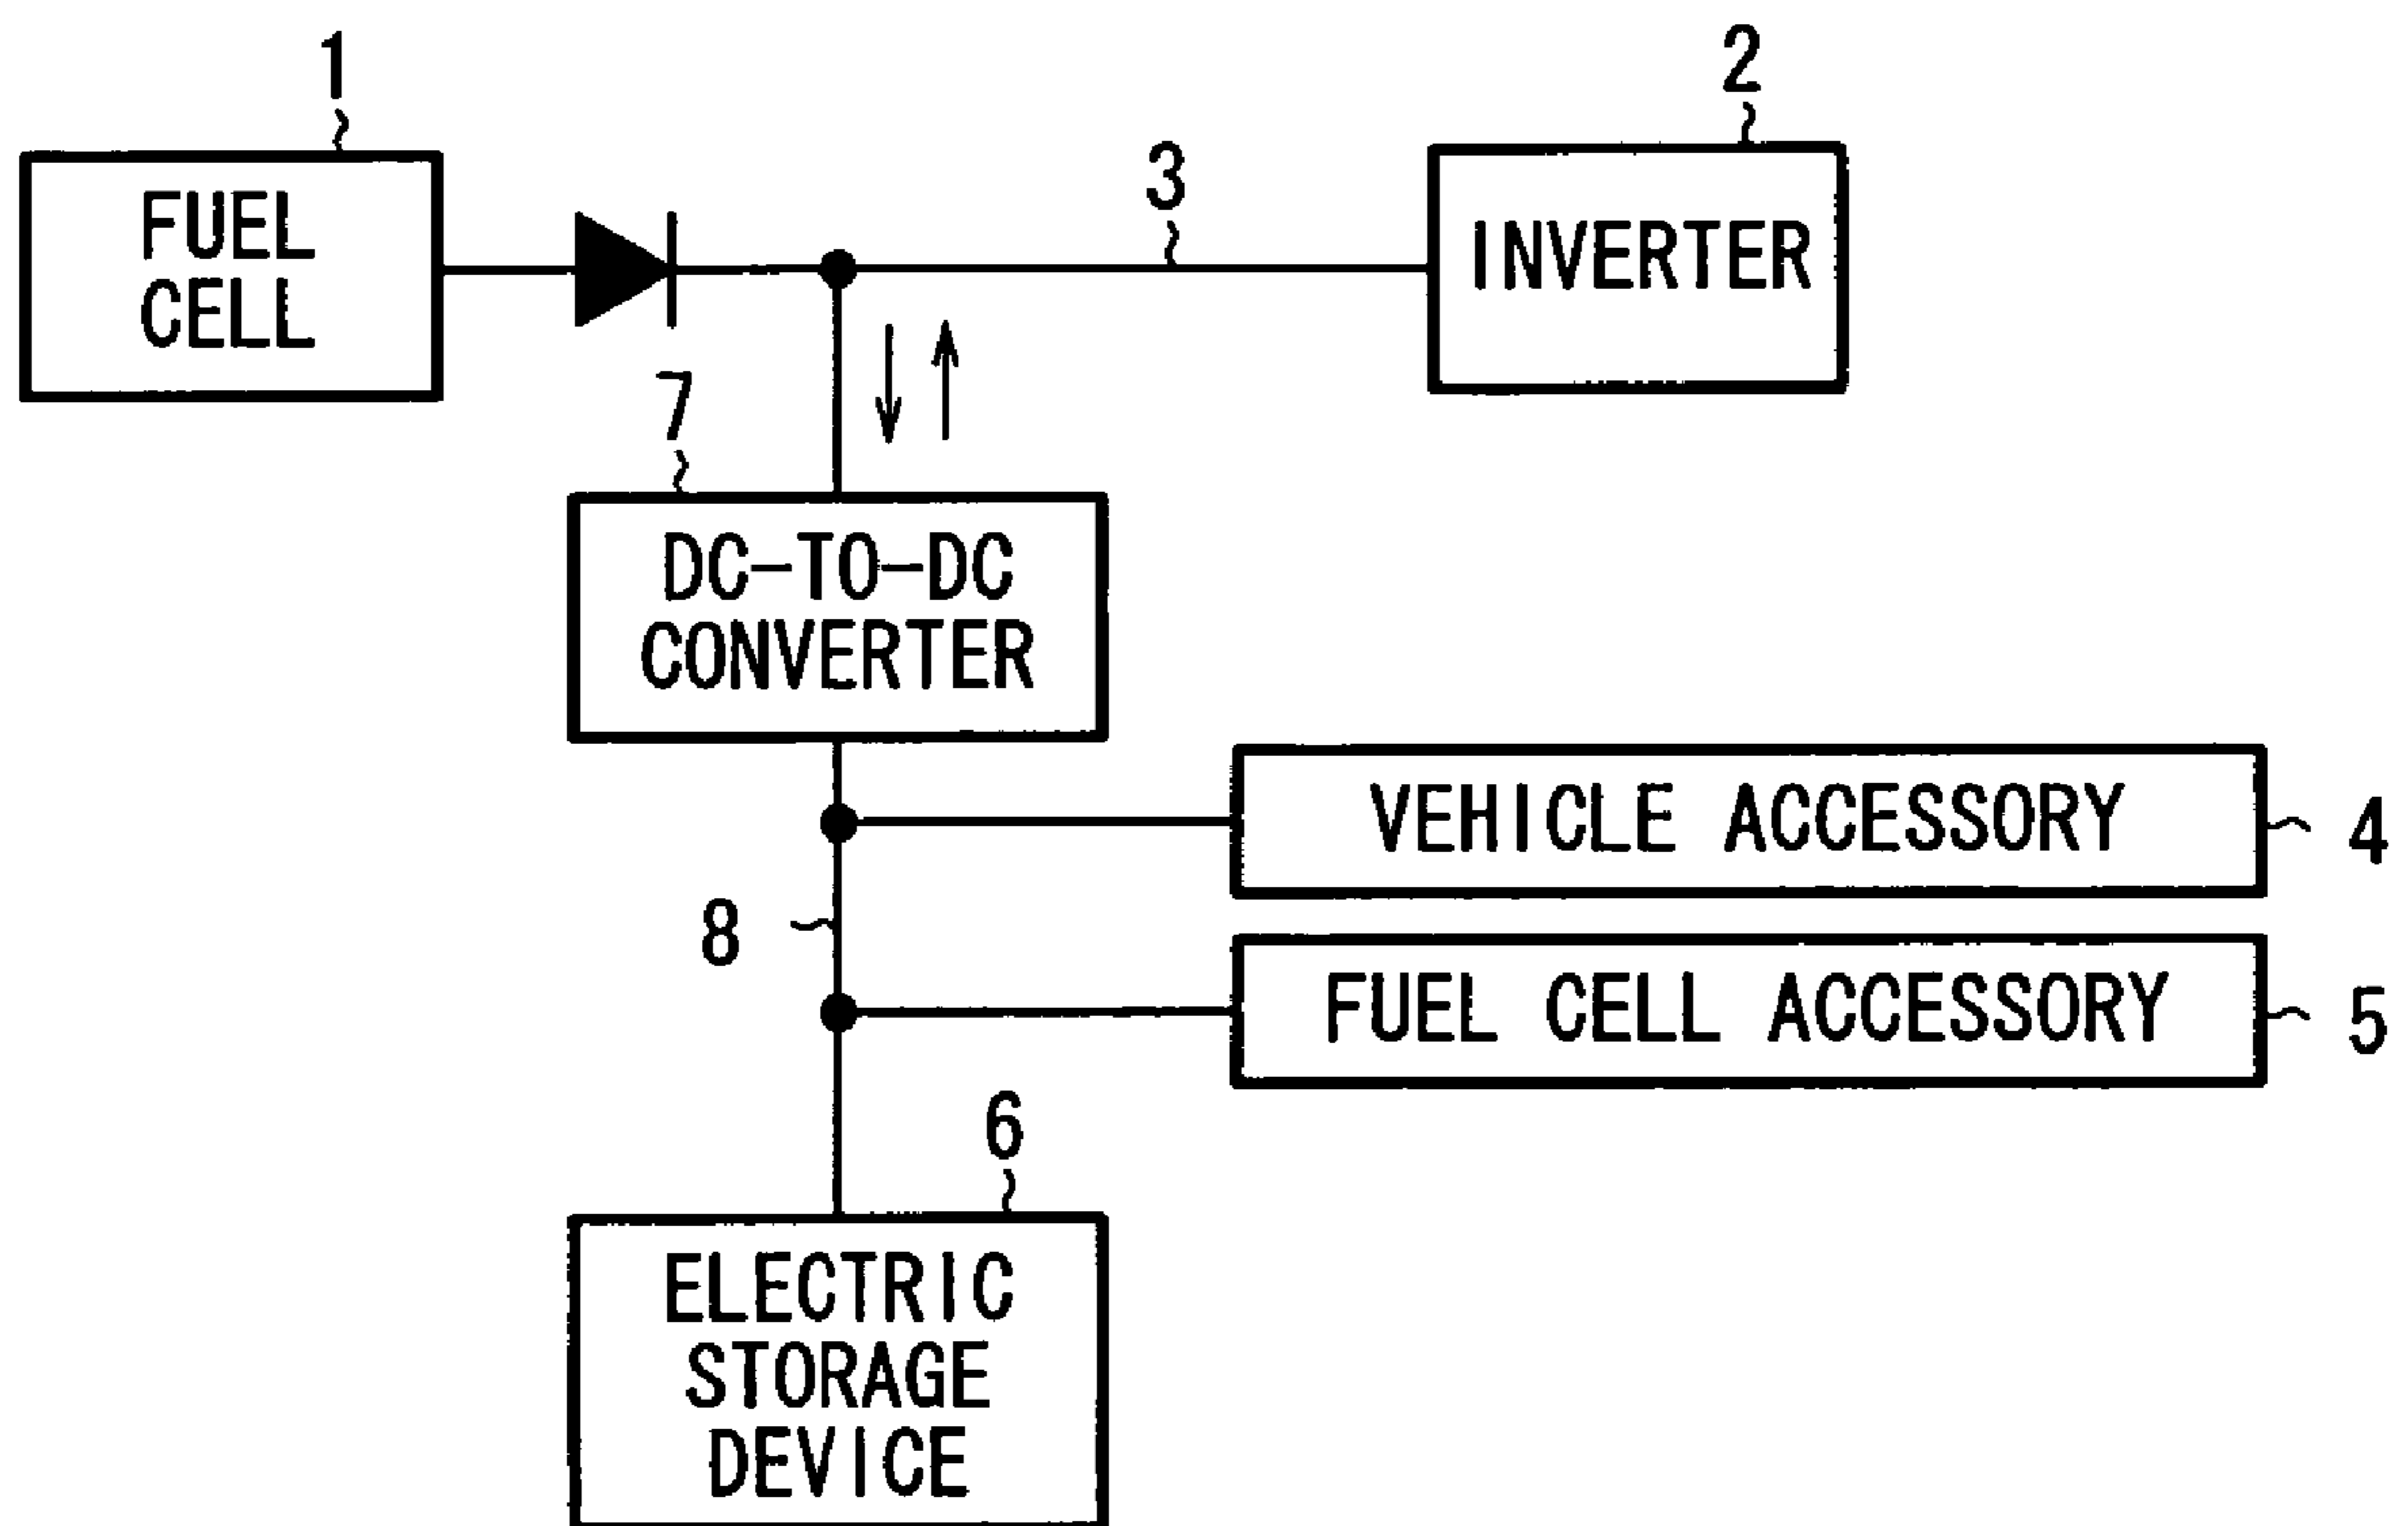 1
2
3
FUEL
CELL
INVERTER
7
DC-TO-DC
CONVERTER
VEHICLE ACCESSORY
4
8
FUEL CELL ACCESSORY
5
6
ELECTRIC
STORAGE
DEVICE